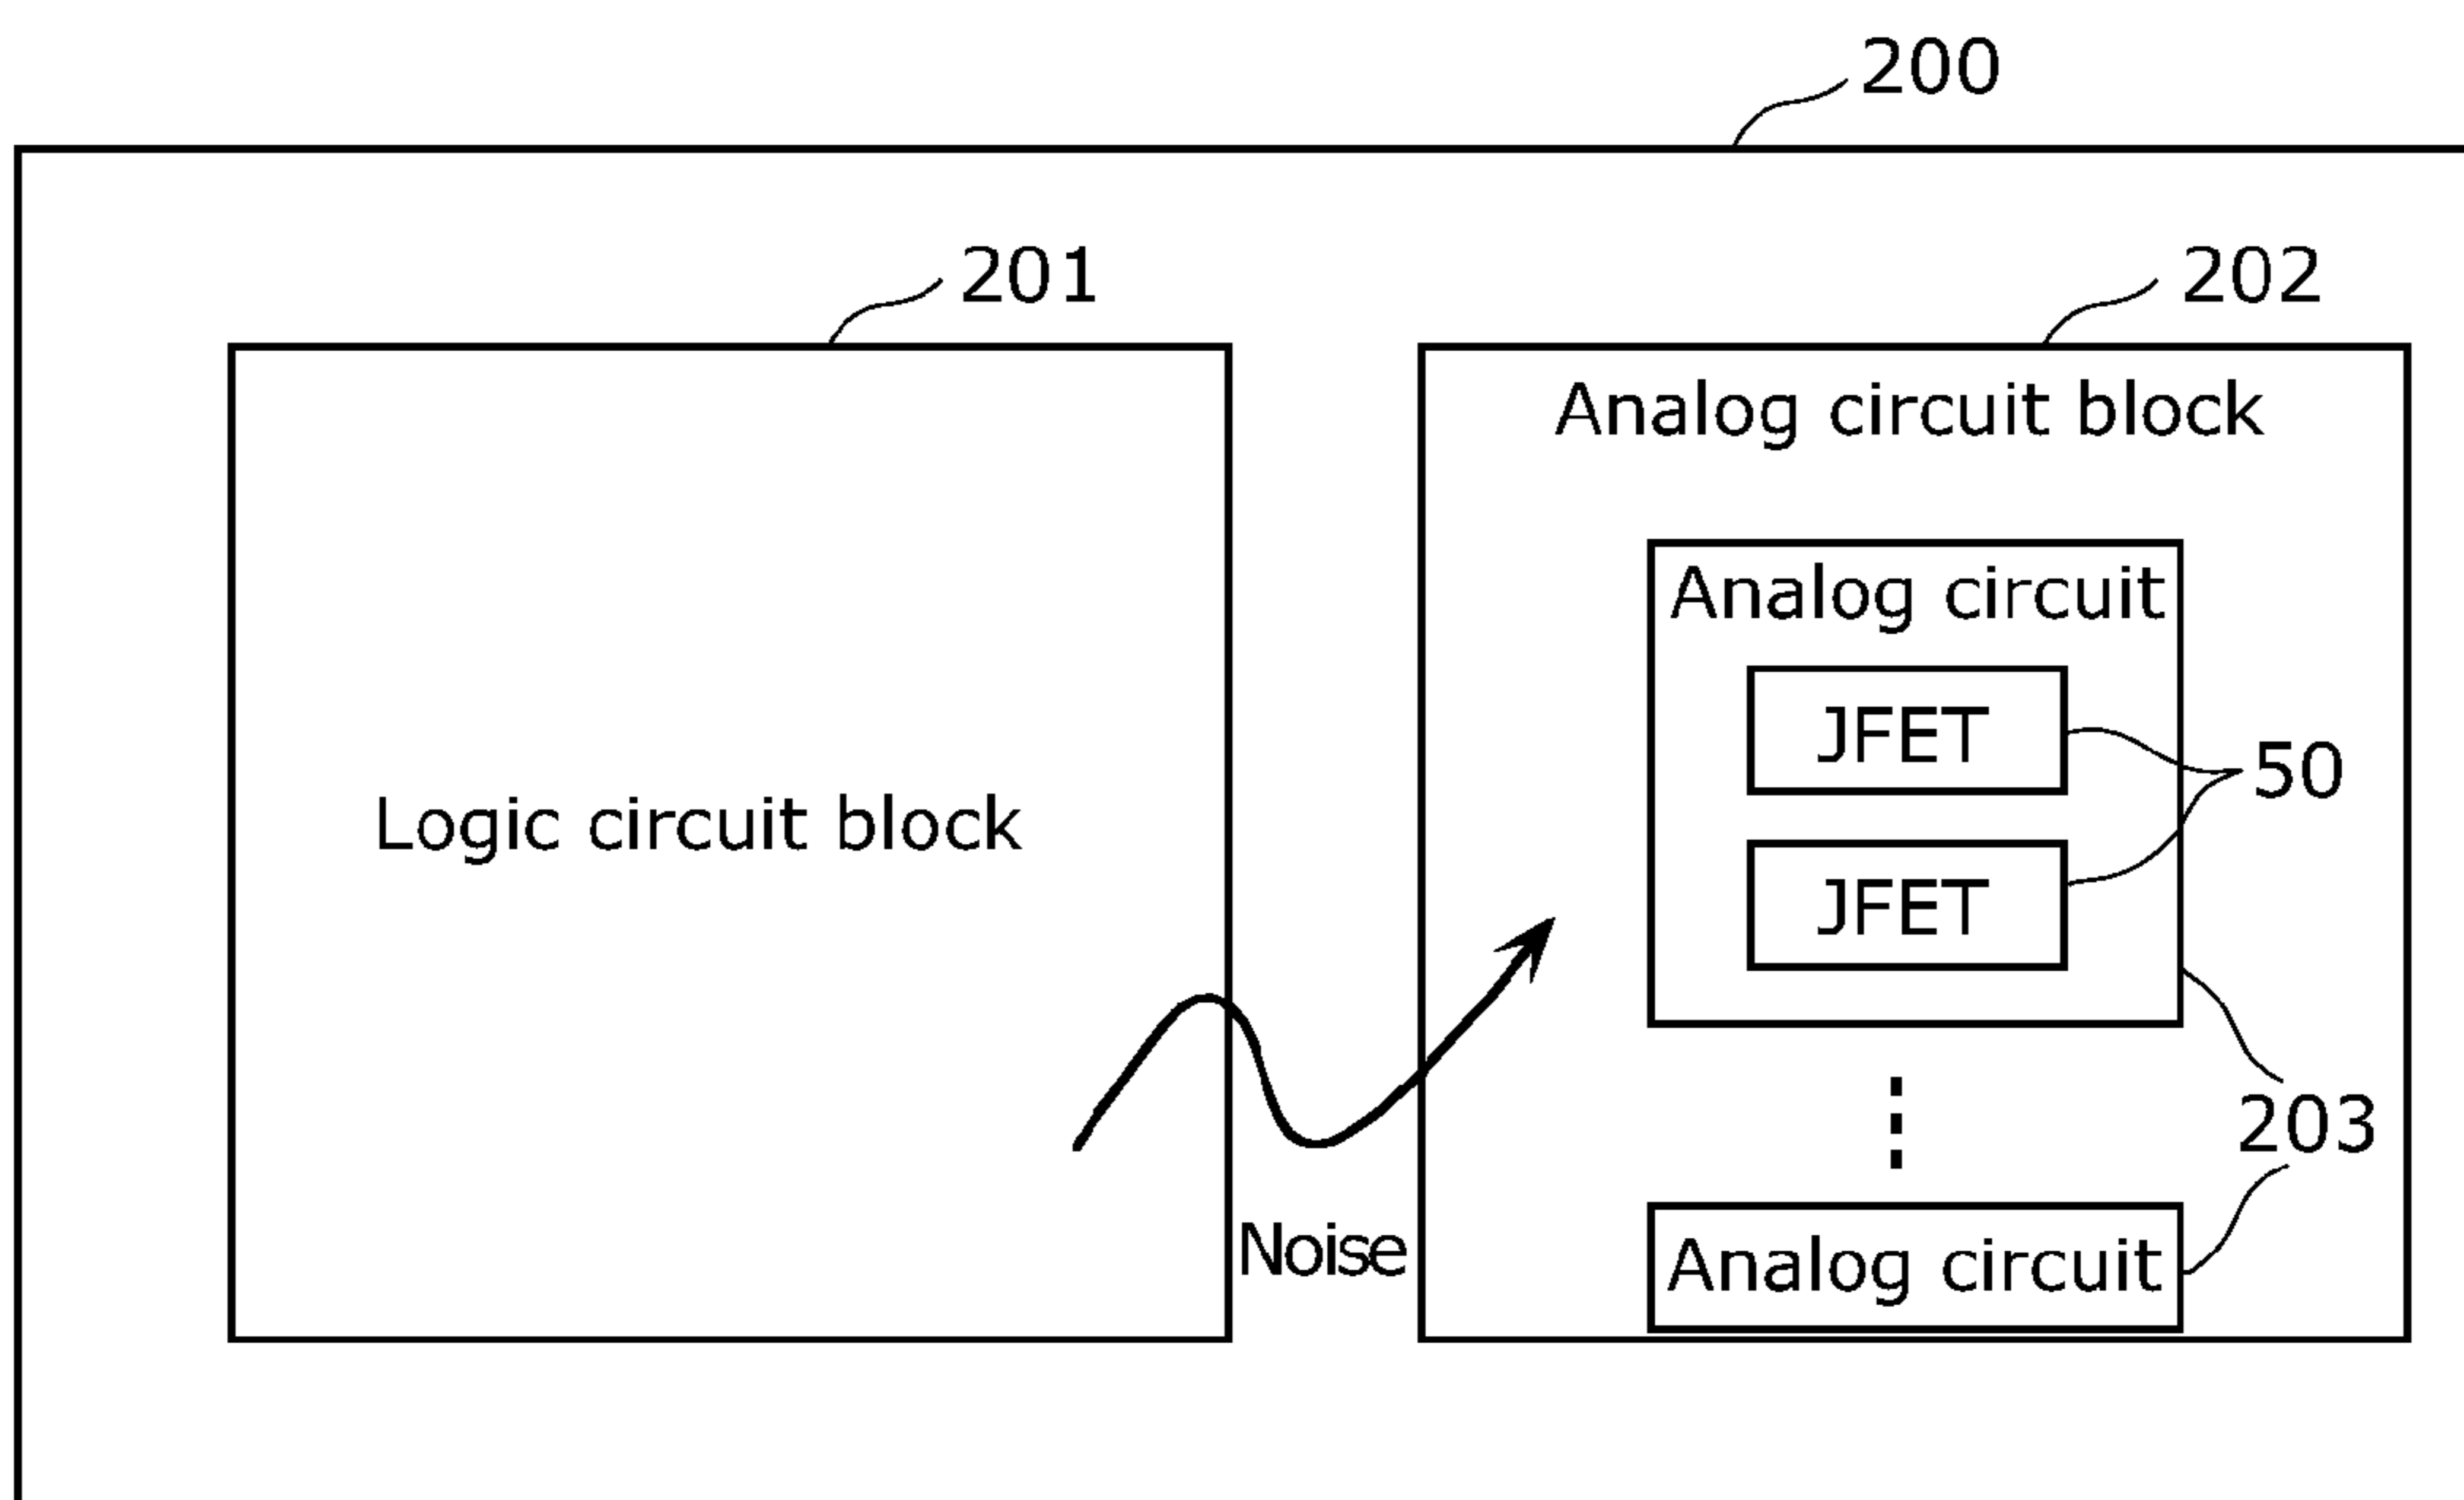 200
201
202
Analog circuit block
Analog circuit
JFET
50
Logic circuit block
JFET
203
Noise
Analog circuit